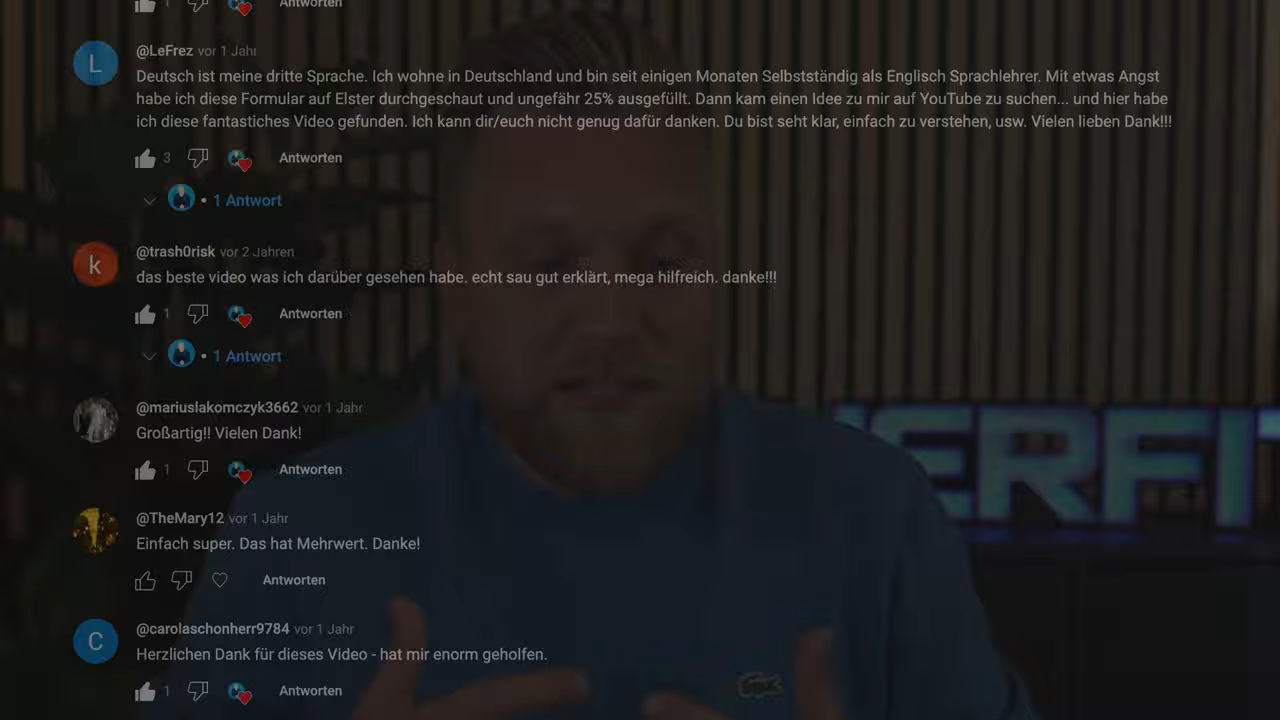 Antworten
L
@LeFrez vor 1 Jahr
Deutsch ist meine dritte Sprache. Ich wohne in Deutschland und bin seit einigen Monaten Selbstständig als Englisch Sprachlehrer. Mit etwas Angst
habe ich diese Formular auf Elster durchgeschaut und ungefähr 25% ausgefüllt. Dann kam einen Idee zu mir auf YouTube zu suchen... und hier habe
ich diese fantastiches Video gefunden. Ich kann dir/euch nicht genug dafür danken. Du bist seht klar, einfach zu verstehen, usw. Vielen lieben Dank!!!
3 Antworten
• 1 Antwort
k
@trash0risk vor 2 Jahren
das beste video was ich darüber gesehen habe. echt sau gut erklärt, mega hilfreich. danke!!!
1 Antworten
• 1 Antwort
@mariuslakomczyk3662 vor 1 Jahr
Großartig!! Vielen Dank!
1 Antworten
ERFI
@TheMary12 vor 1 Jahr
Einfach super. Das hat Mehrwert. Danke!
Antworten
C
@carolaschonherr9784 vor 1 Jahr
Herzlichen Dank für dieses Video - hat mir enorm geholfen.
1 Antworten